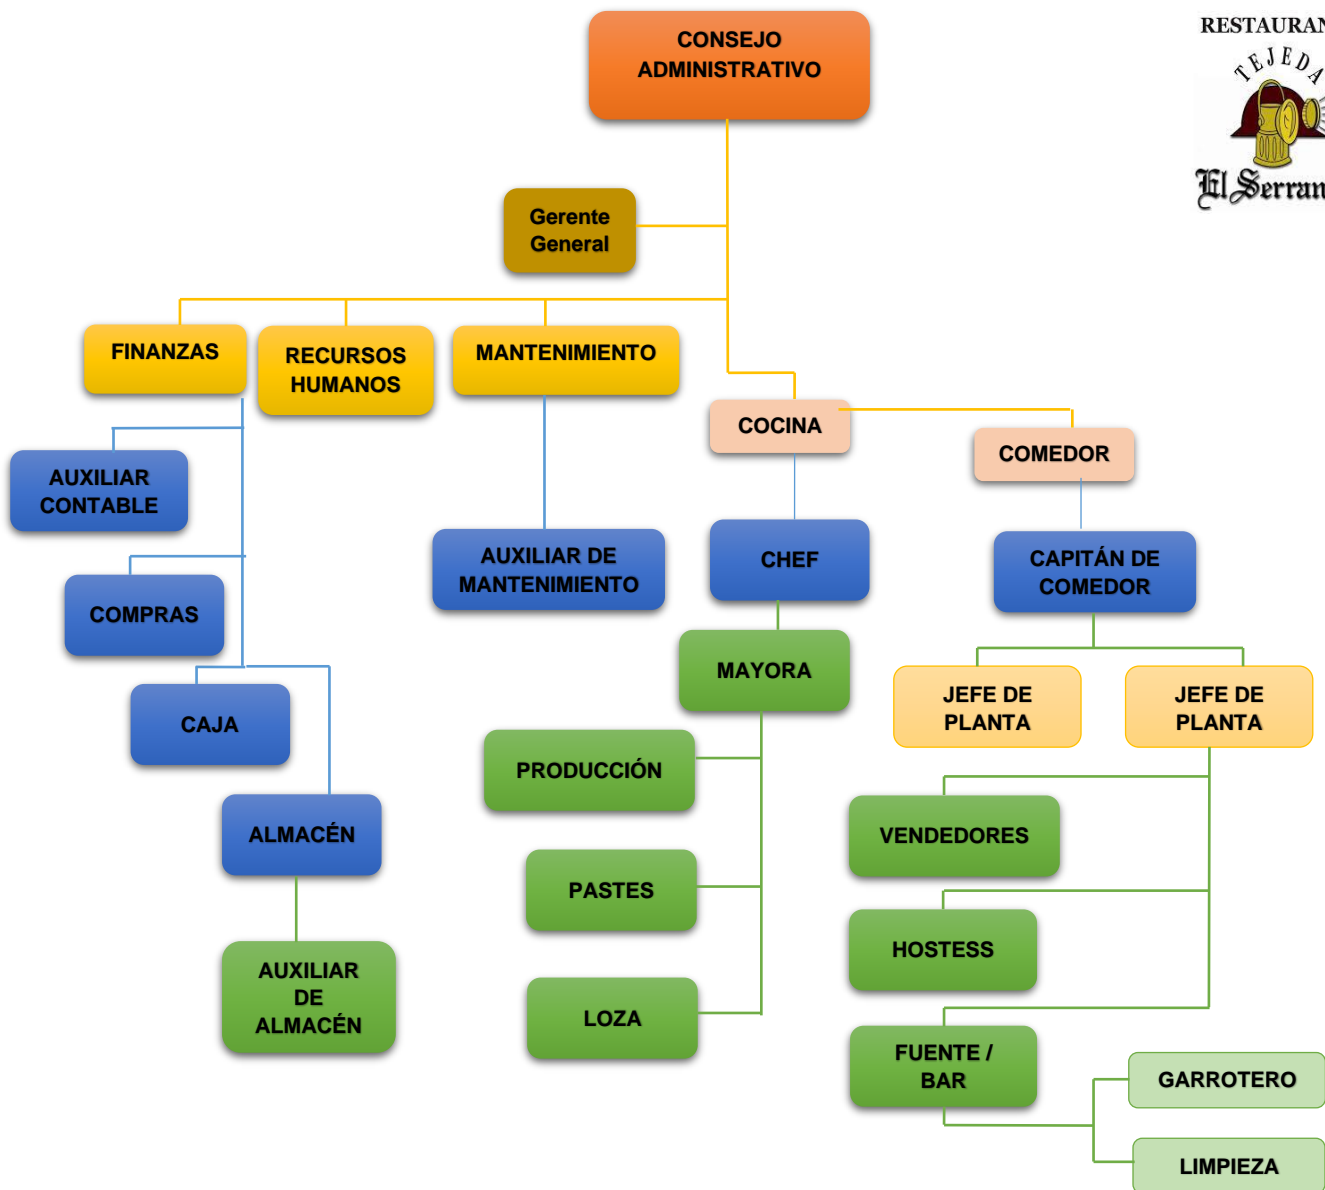 CONSEJO
ADMINISTRATIVO
RESTAURAN
TEJEDA
El Serran
Gerente
General
FINANZAS
RECURSOS
HUMANOS
MANTENIMIENTO
COCINA
COMEDOR
AUXILIAR
CONTABLE
AUXILIAR DE
MANTENIMIENTO
CHEF
CAPITÁN DE
COMEDOR
COMPRAS
MAYORA
CAJA
JEFE DE
PLANTA
JEFE DE
PLANTA
PRODUCCIÓN
ALMACÉN
VENDEDORES
PASTES
HOSTESS
AUXILIAR
DE
ALMACÉN
LOZA
FUENTE /
BAR
GARROTERO
LIMPIEZA